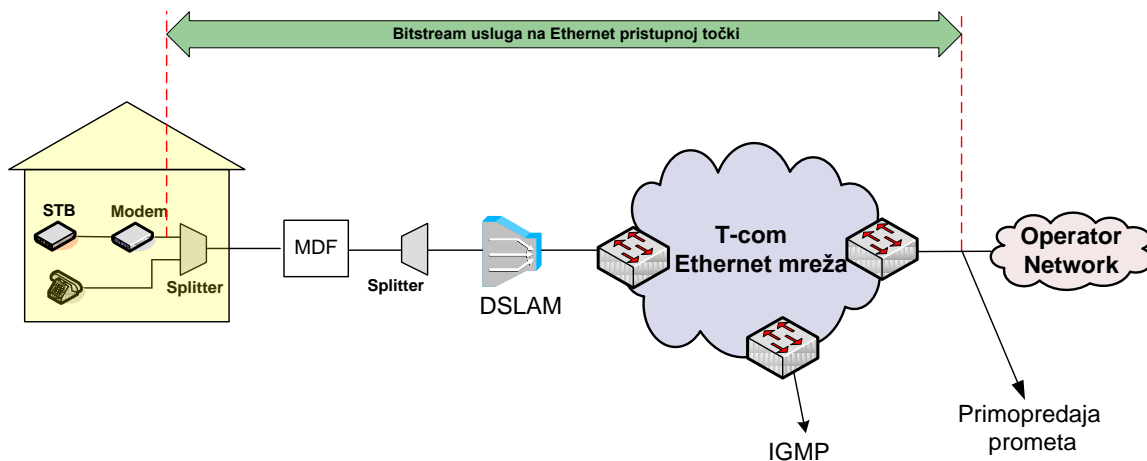 Bitstream usluga na Ethernet pristupnoj točki
STB
Modem
Splitter
MDF
Splitter
DSLAM
T-com
Ethernet mreža
Operator
Network
IGMP
Primopredaja
prometa